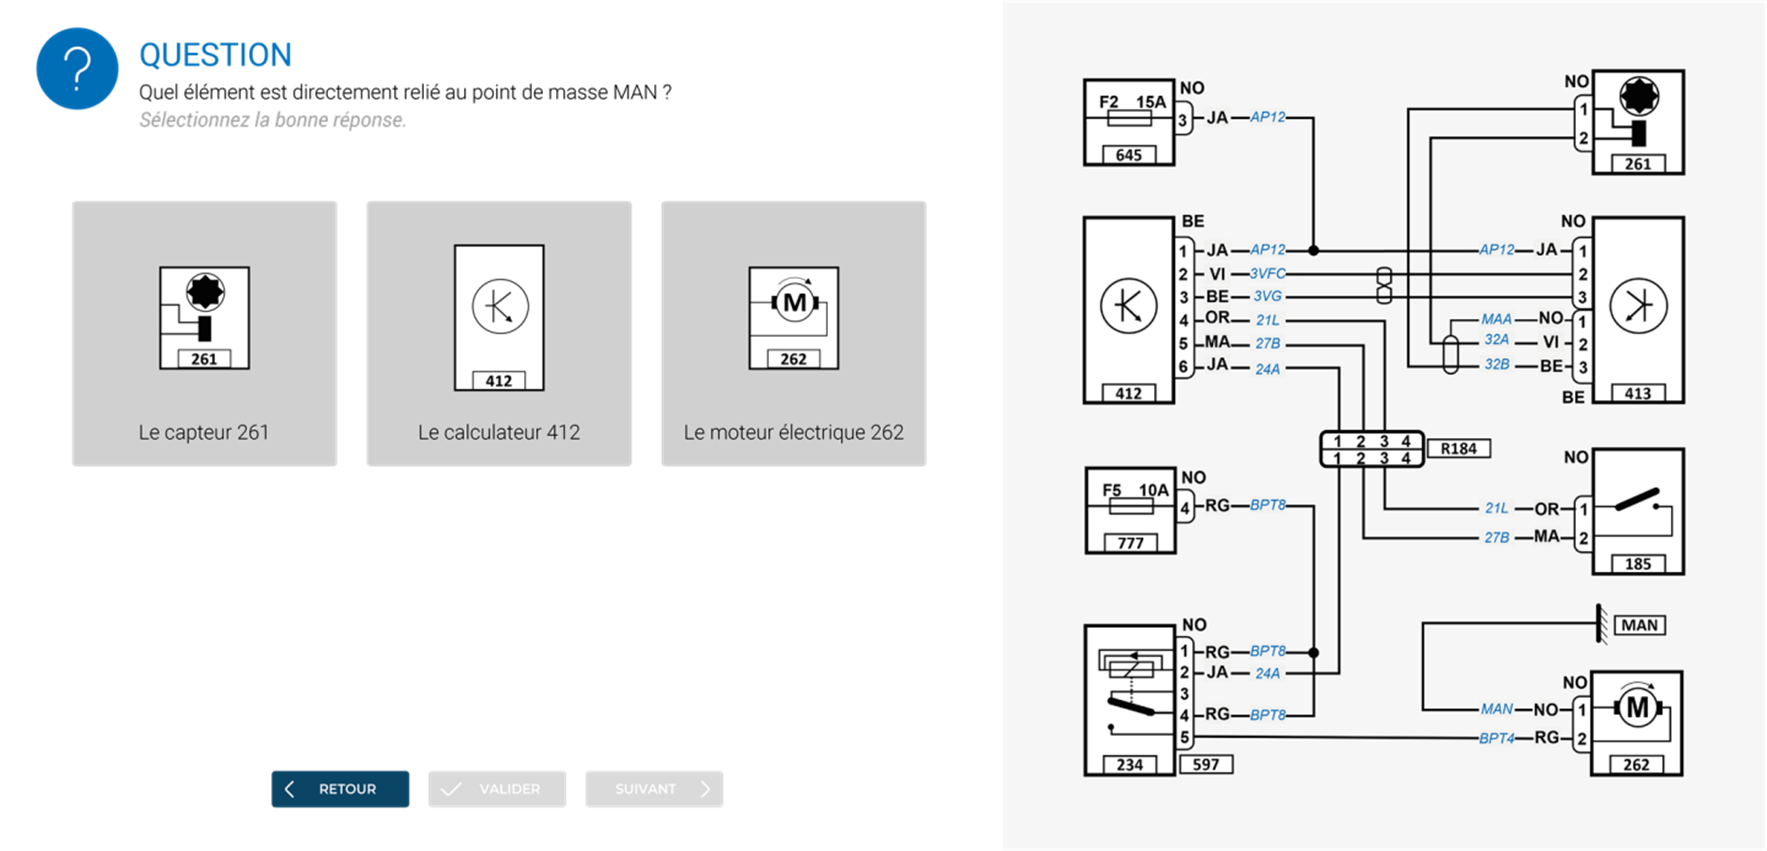 QUESTION
Quel élément est directement relié au point de masse MAN ?
Sélectionnez la bonne réponse.
261
Le capteur 261
412
Le calculateur 412
M
262
Le moteur électrique 262
RETOUR
VALIDER
SUIVANT
F2 15A
645
NO
3 JA AP12
NO
1
2
261
BE
1 JA AP12
2 VI 3VFC
3 BE 3VG
4 OR 21L
5 MA 27B
6 JA 24A
412
NO
AP12 JA 1
2
3
MAA NO 1
32A VI 2
32B BE 3
BE
413
1 2 3 4
1 2 3 4
R184
F5 10A
777
NO
4 RG BPT8
NO
21L OR 1
27B MA 2
185
NO
1 RG BPT8
2 JA 24A
3
4 RG BPT8
5
234
597
MAN
NO
MAN NO 1
BPT4 RG 2
M
262